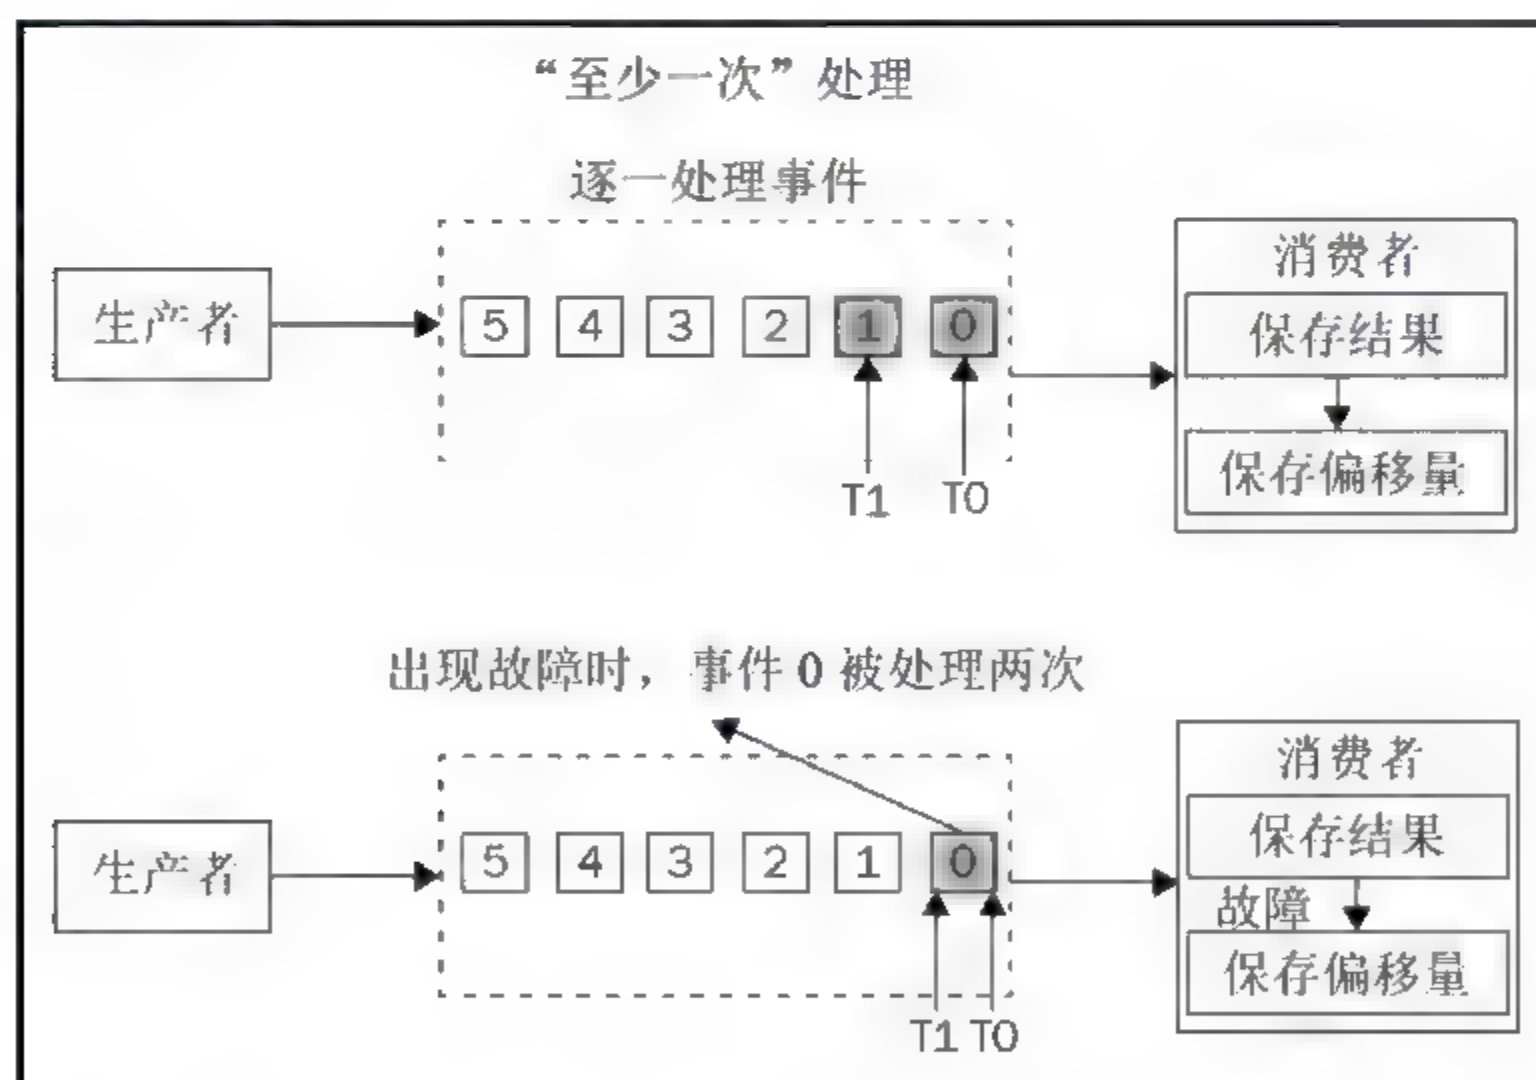 “至少一次”处理
逐一处理事件
生产者
5 4 3 2 1 0
T1 T0
消费者
保存结果
保存偏移量
出现故障时，事件 0 被处理两次
生产者
5 4 3 2 1 0
T1 T0
消费者
保存结果
故障
保存偏移量